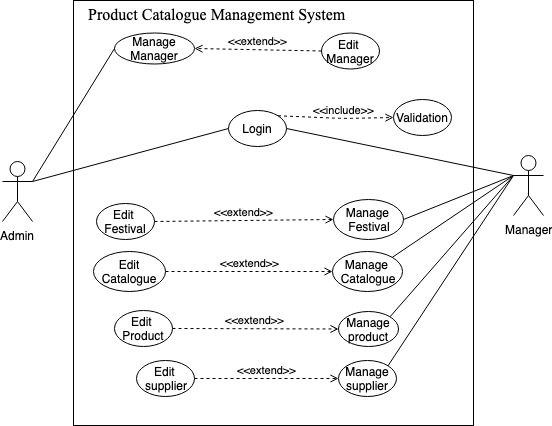 Product Catalogue Management System
Manage
Manager
<<extend>>
Edit
Manager
Login
<<include>>
Validation
Admin
Manager
Edit
Festival
<<extend>>
Manage
Festival
Edit
Catalogue
<<extend>>
Manage
Catalogue
Edit
Product
<<extend>>
Manage
product
Edit
supplier
<<extend>>
Manage
supplier